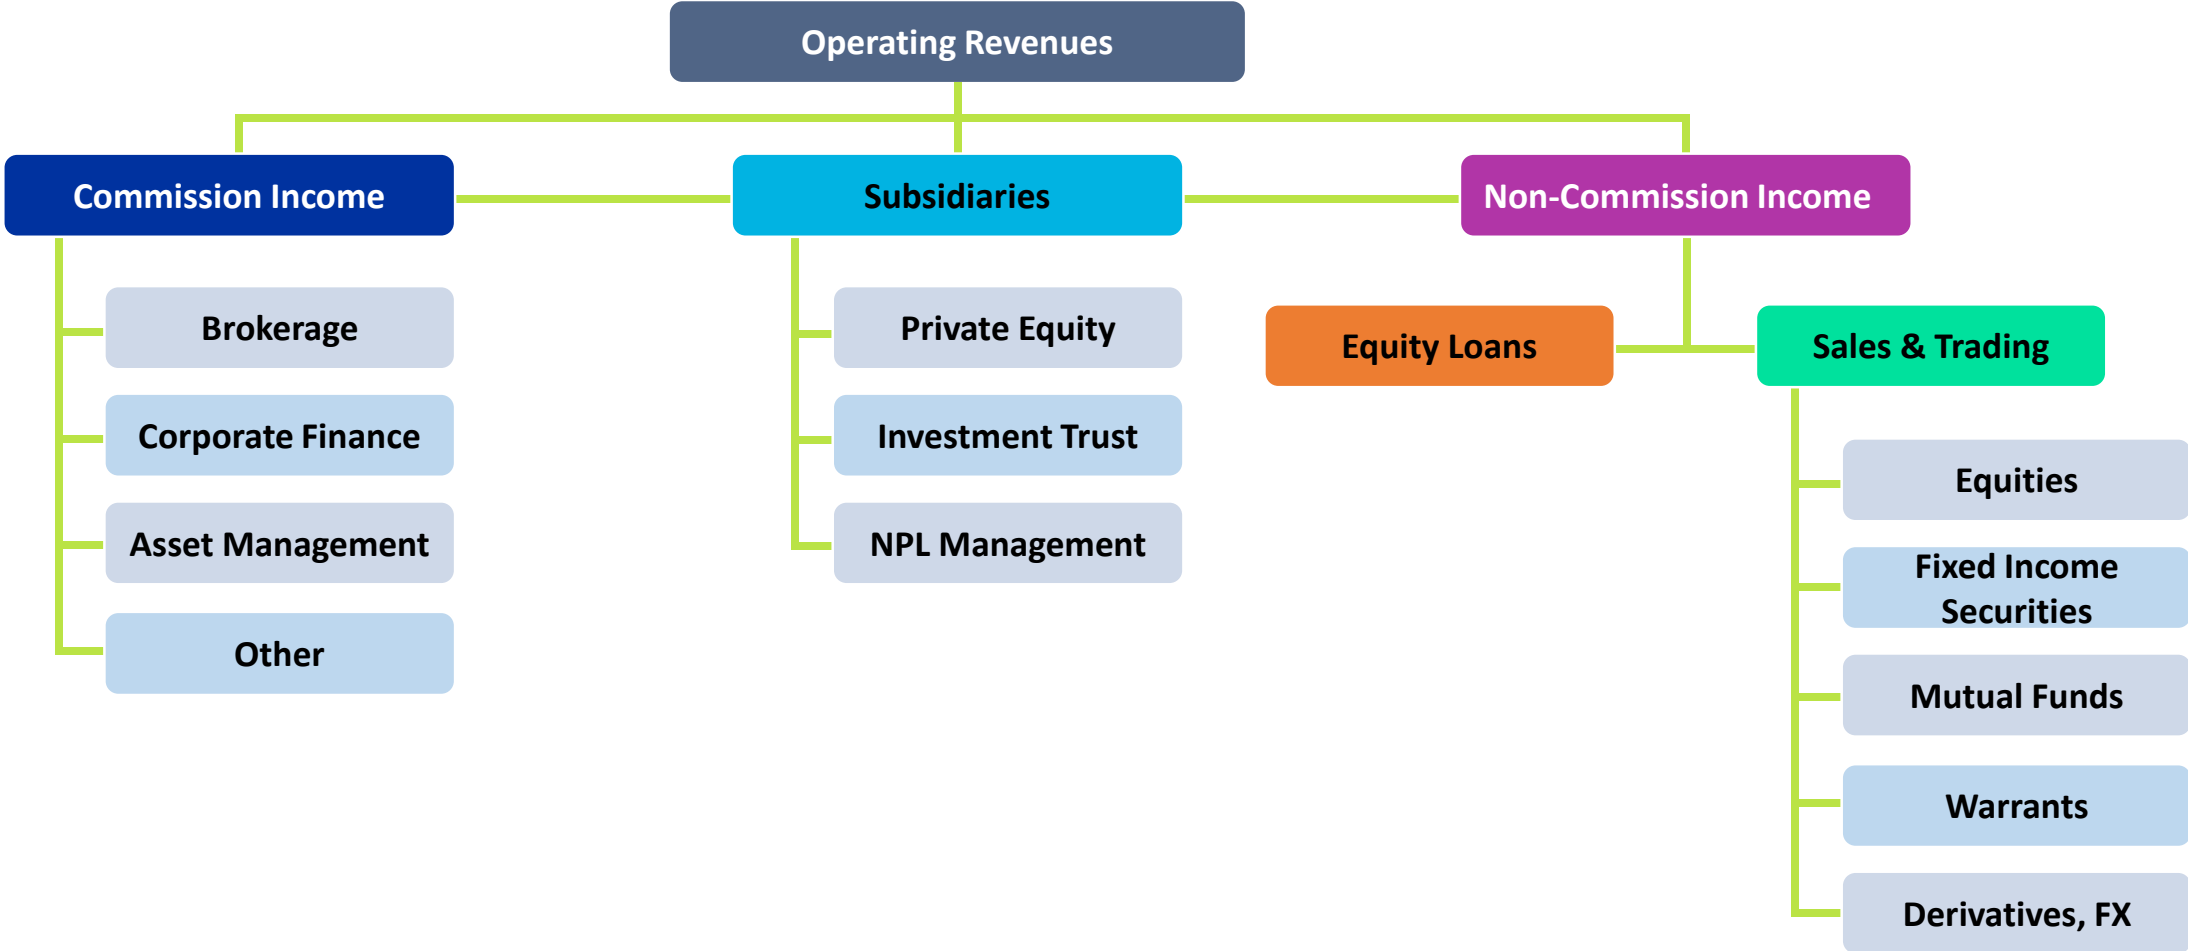 Operating Revenues
Commission Income
Subsidiaries
Non-Commission Income
Brokerage
Corporate Finance
Asset Management
Other
Private Equity
Investment Trust
NPL Management
Equity Loans
Sales & Trading
Equities
Fixed Income
Securities
Mutual Funds
Warrants
Derivatives, FX